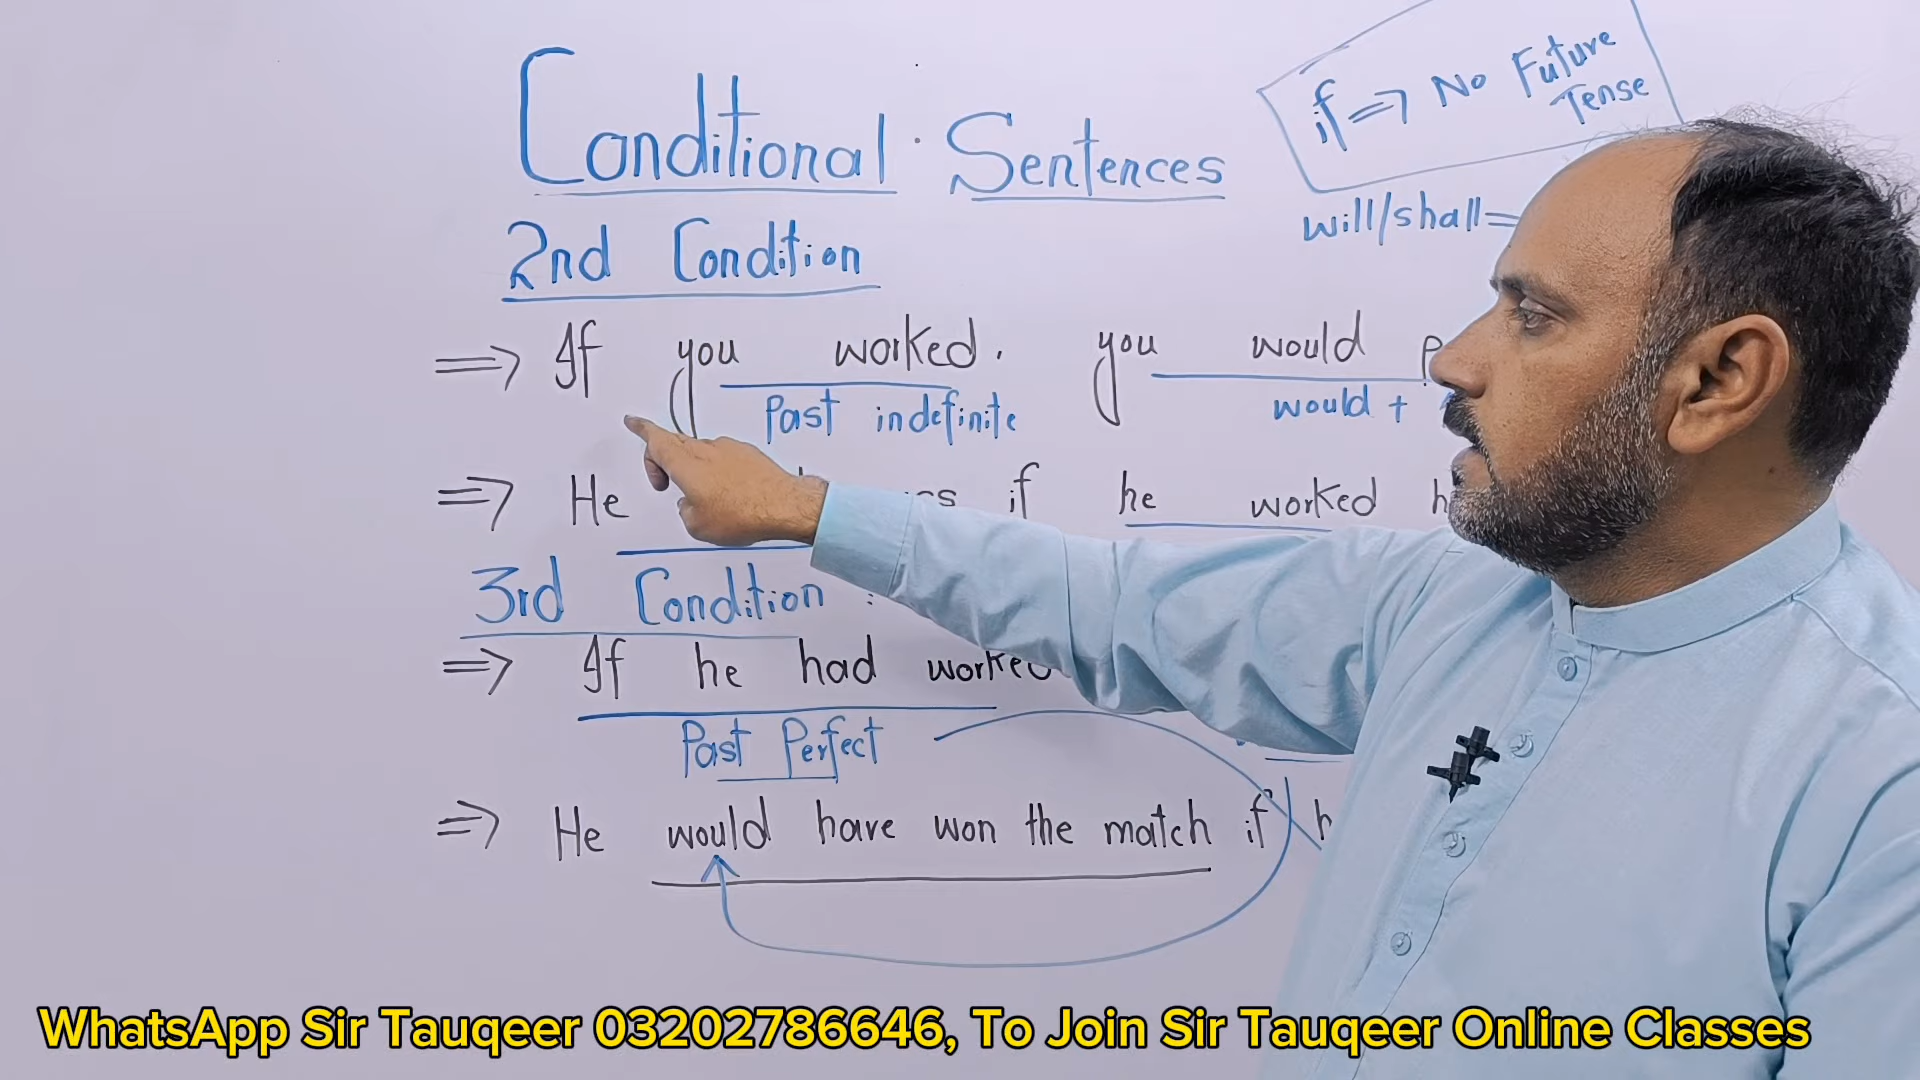 Conditional Sentences
if => No Future Tense
will/shall=
2nd Condition
=> If you worked. you would
Past indefinite would +
=> He if he worked
3rd Condition :
=> If he had worked
Past Perfect
=> He would have won the match if
WhatsApp Sir Tauqeer 03202786646, To Join Sir Tauqeer Online Classes